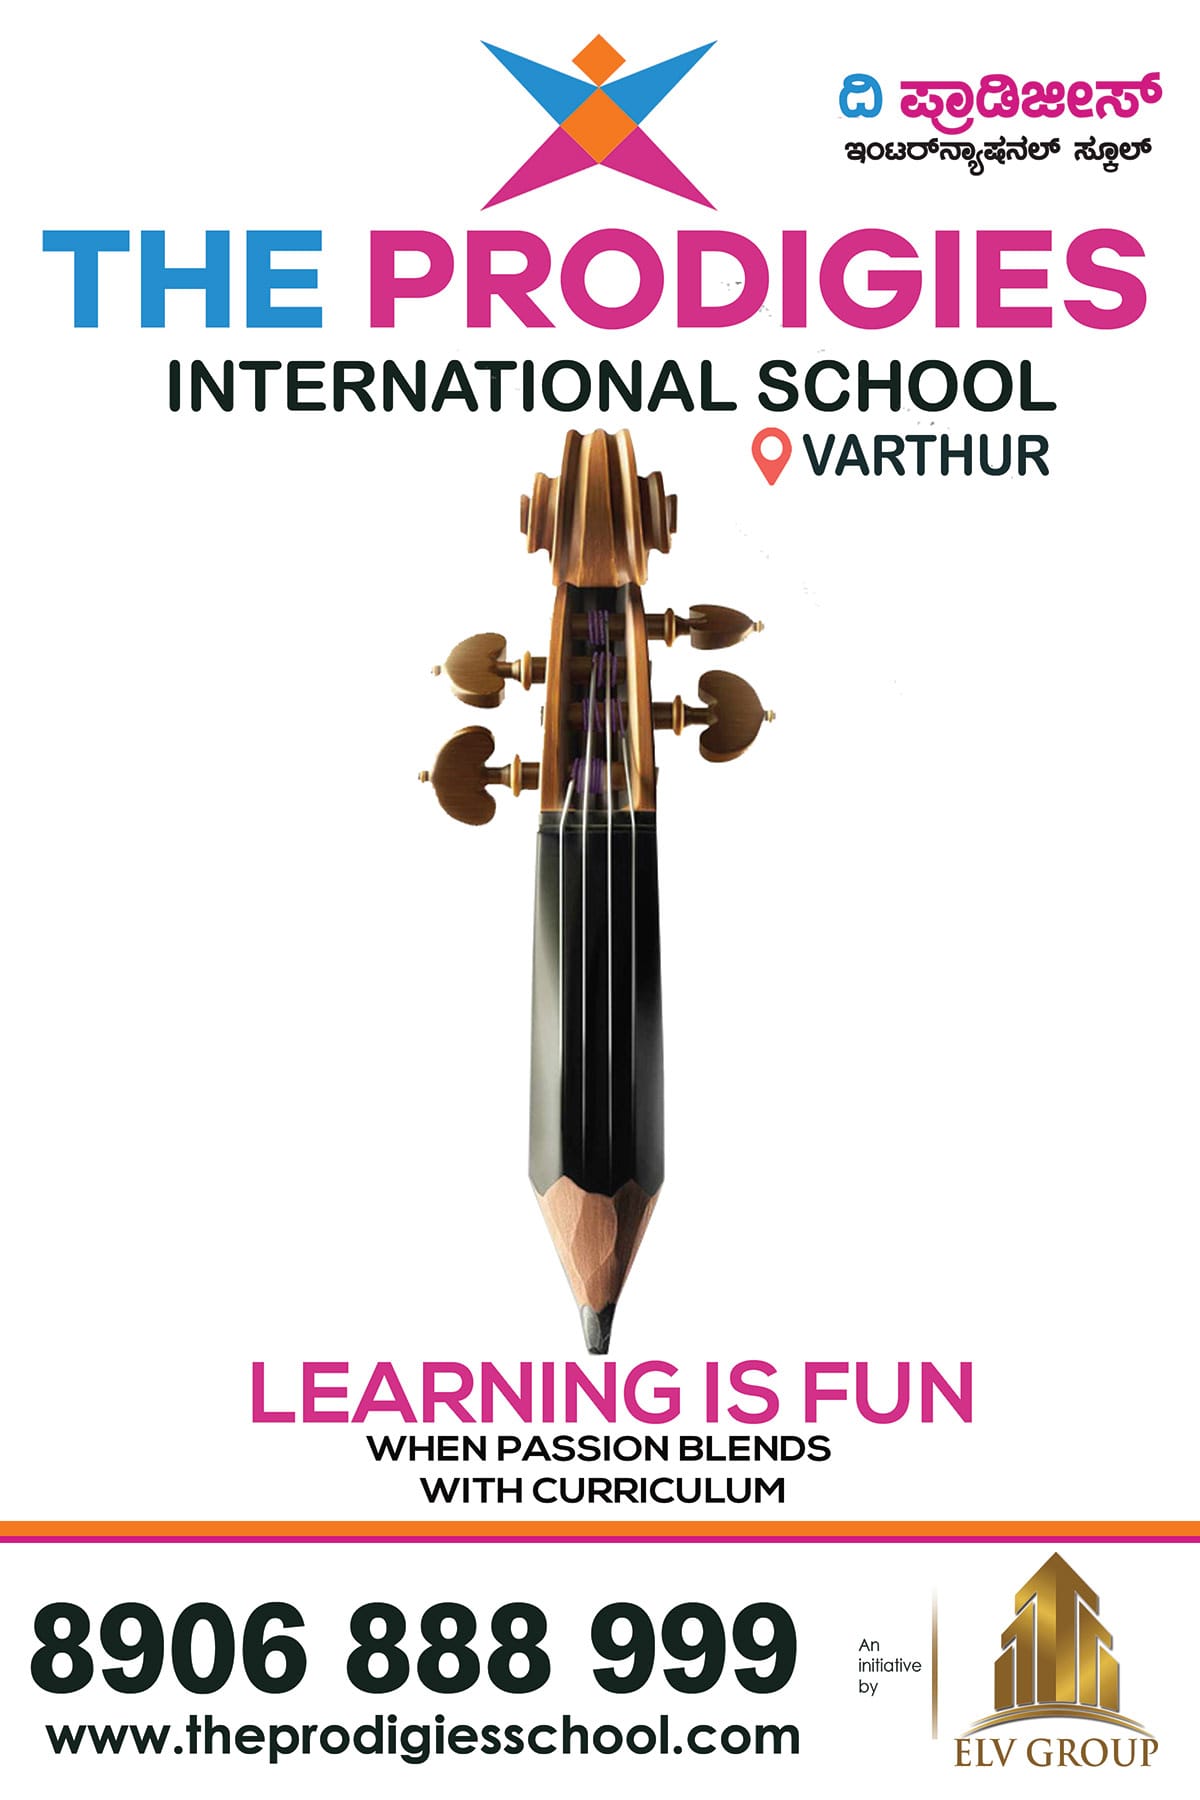 ದಿ ಪ್ರಾಡಿಜೀಸ್
ಇಂಟರ್‌ನ್ಯಾಷನಲ್ ಸ್ಕೂಲ್
THE PRODIGIES
INTERNATIONAL SCHOOL
VARTHUR
LEARNING IS FUN
WHEN PASSION BLENDS
WITH CURRICULUM
8906 888 999
www.theprodigiesschool.com
An
initiative
by
ELV GROUP